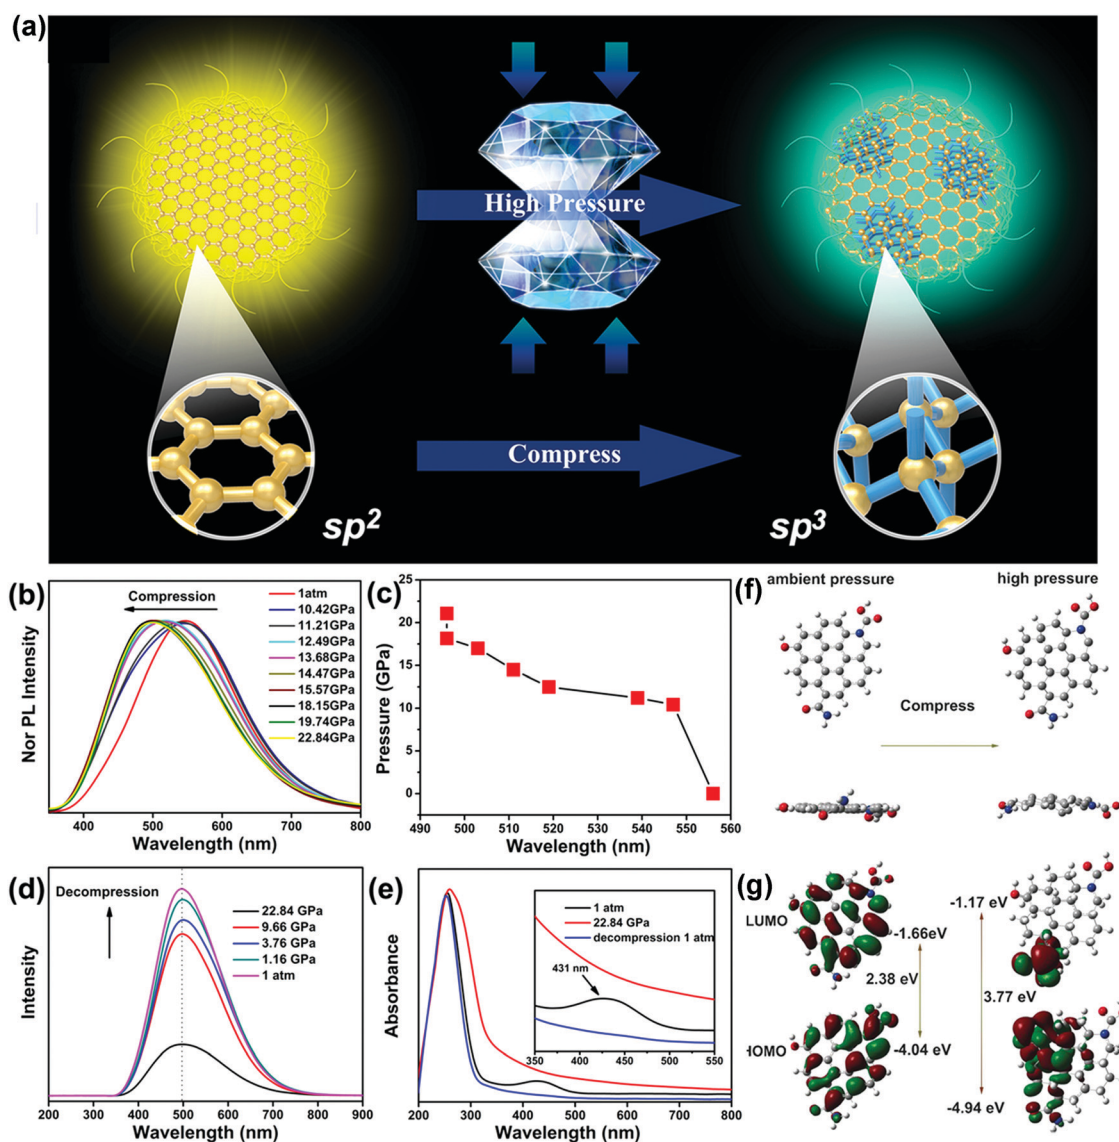 (a)
High Pressure
Compress
sp²
sp³
(b)
Compression
1atm
10.42GPa
11.21GPa
12.49GPa
13.68GPa
14.47GPa
15.57GPa
18.15GPa
19.74GPa
22.84GPa
Nor PL Intensity
400 500 600 700 800
Wavelength (nm)
(c)
25
20
15
10
5
0
Pressure (GPa)
490 500 510 520 530 540 550 560
Wavelength (nm)
(d)
Decompression
22.84 GPa
9.66 GPa
3.76 GPa
1.16 GPa
1 atm
Intensity
200 300 400 500 600 700 800 900
Wavelength (nm)
(e)
1 atm
22.84 GPa
decompression 1 atm
431 nm
350 400 450 500 550
Absorbance
200 300 400 500 600 700 800
Wavelength (nm)
(f)
ambient pressure
high pressure
Compress
(g)
LUMO
-1.66eV
2.38 eV
HOMO
-4.04 eV
-1.17 eV
3.77 eV
-4.94 eV